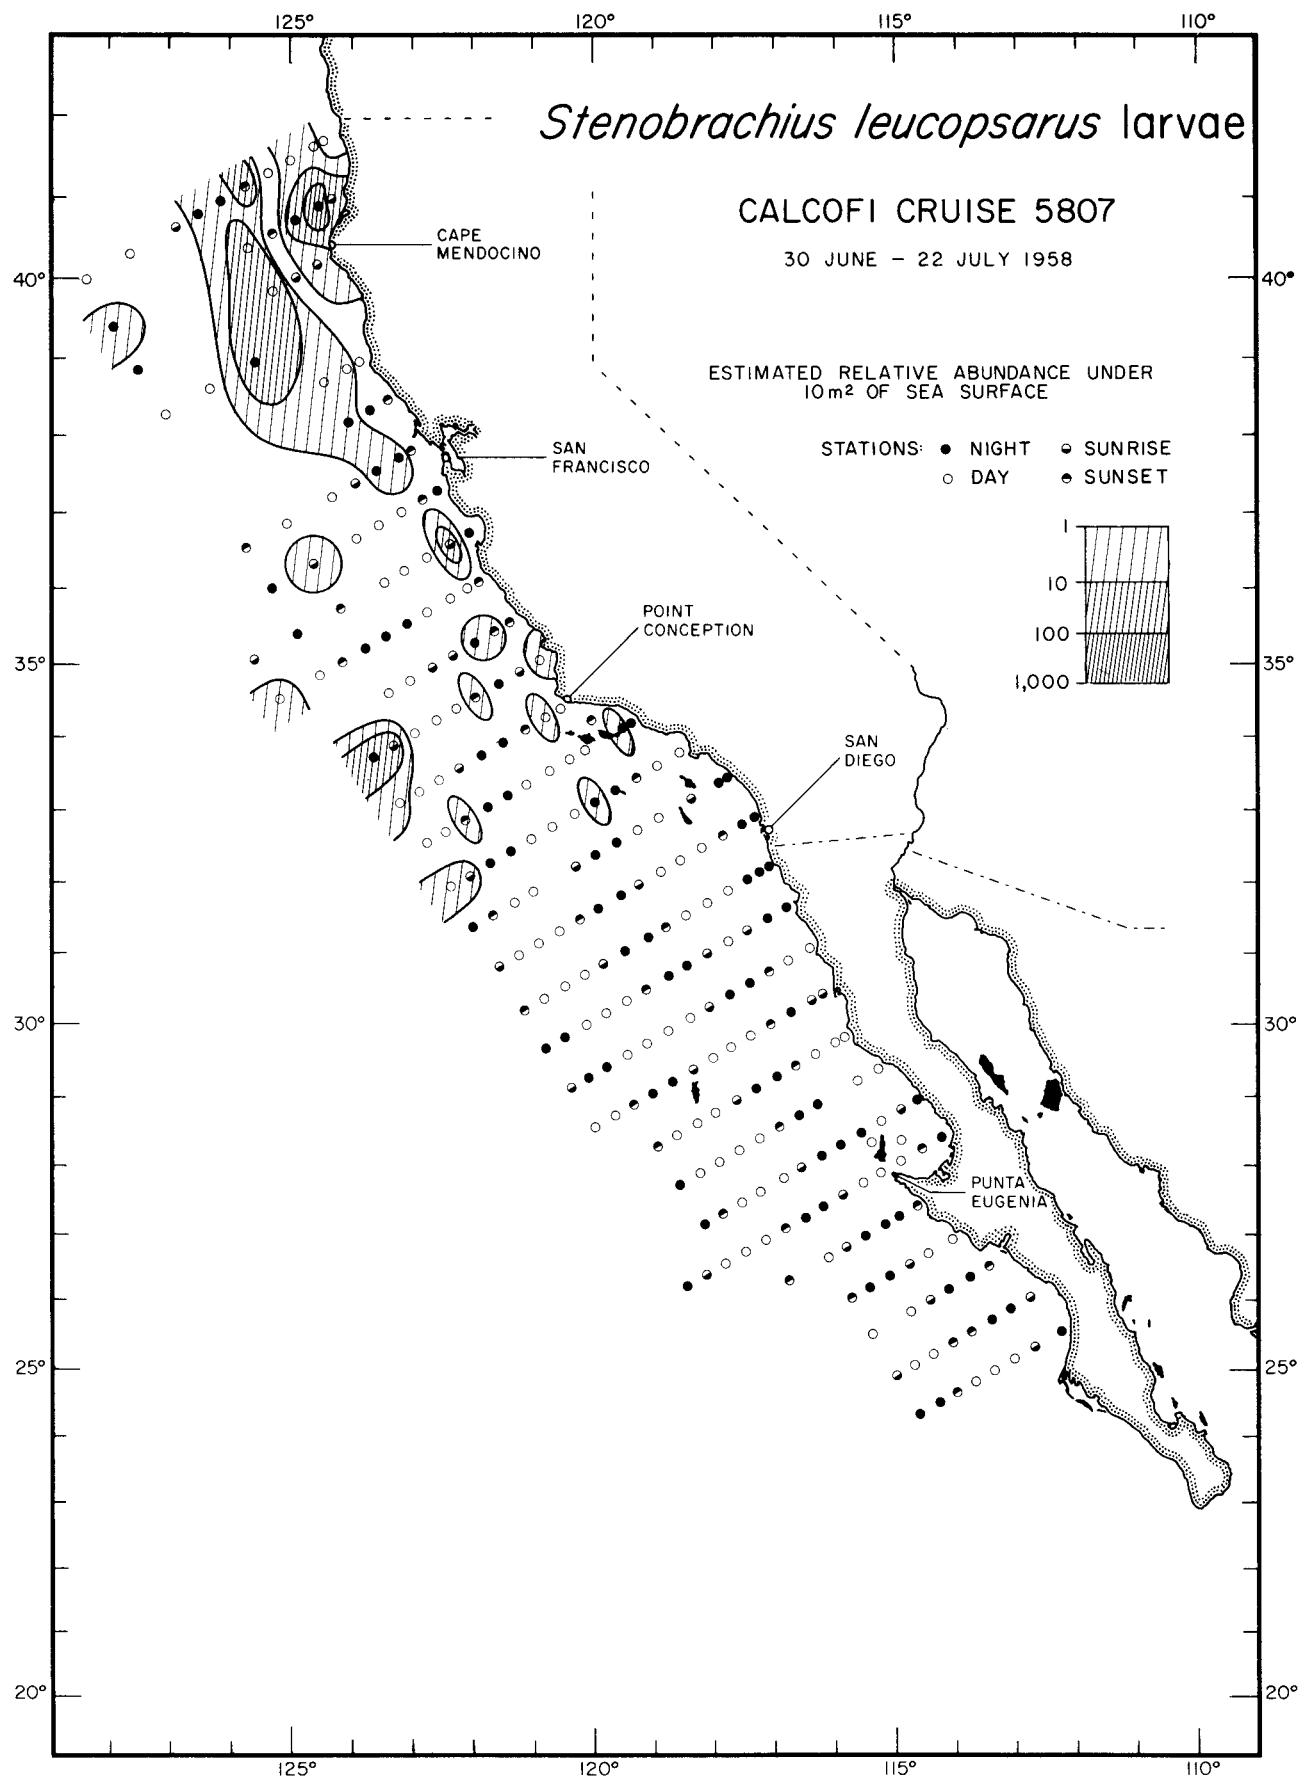 125°
120°
115°
110°
Stenobrachius leucopsarus larvae
CALCOFI CRUISE 5807
30 JUNE – 22 JULY 1958
CAPE
MENDOCINO
40°
40°
ESTIMATED RELATIVE ABUNDANCE UNDER
10 m² OF SEA SURFACE
STATIONS: ● NIGHT ◒ SUNRISE
○ DAY ◓ SUNSET
SAN
FRANCISCO
1
10
100
1,000
POINT
CONCEPTION
35°
35°
SAN
DIEGO
30°
30°
PUNTA
EUGENIA
25°
25°
20°
20°
125°
120°
115°
110°